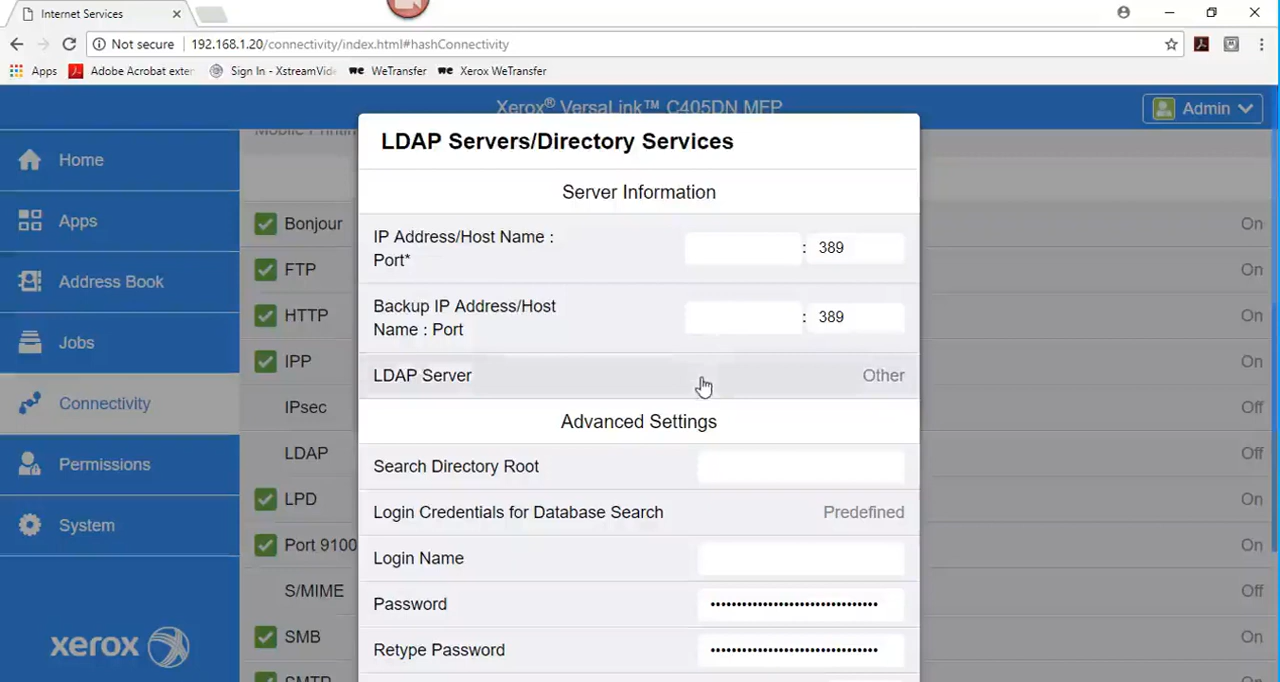 Internet Services
Not secure
192.168.1.20/connectivity/index.html#hashConnectivity
Apps
Adobe Acrobat exter
Sign In - XstreamVide
we WeTransfer
we Xerox WeTransfer
Xerox® VersaLink™ C405DN MFP
Admin
Home
Apps
Address Book
Jobs
Connectivity
Permissions
System
xerox
Bonjour
On
FTP
On
HTTP
On
IPP
On
IPsec
Off
LDAP
Off
LPD
On
Port 9100
On
S/MIME
Off
SMB
On
SMTP
LDAP Servers/Directory Services
Server Information
IP Address/Host Name :
Port*
: 389
Backup IP Address/Host
Name : Port
: 389
LDAP Server
Other
Advanced Settings
Search Directory Root
Login Credentials for Database Search
Predefined
Login Name
Password
••••••••••••••••••••••••••••••••
Retype Password
••••••••••••••••••••••••••••••••